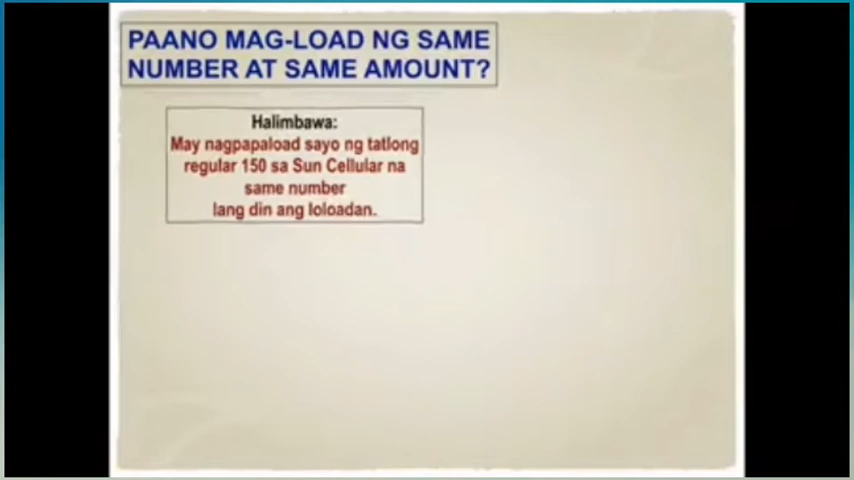 PAANO MAG-LOAD NG SAME
NUMBER AT SAME AMOUNT?
Halimbawa:
May nagpapaload sayo ng tatlong
regular 150 sa Sun Cellular na
same number
lang din ang loloadan.